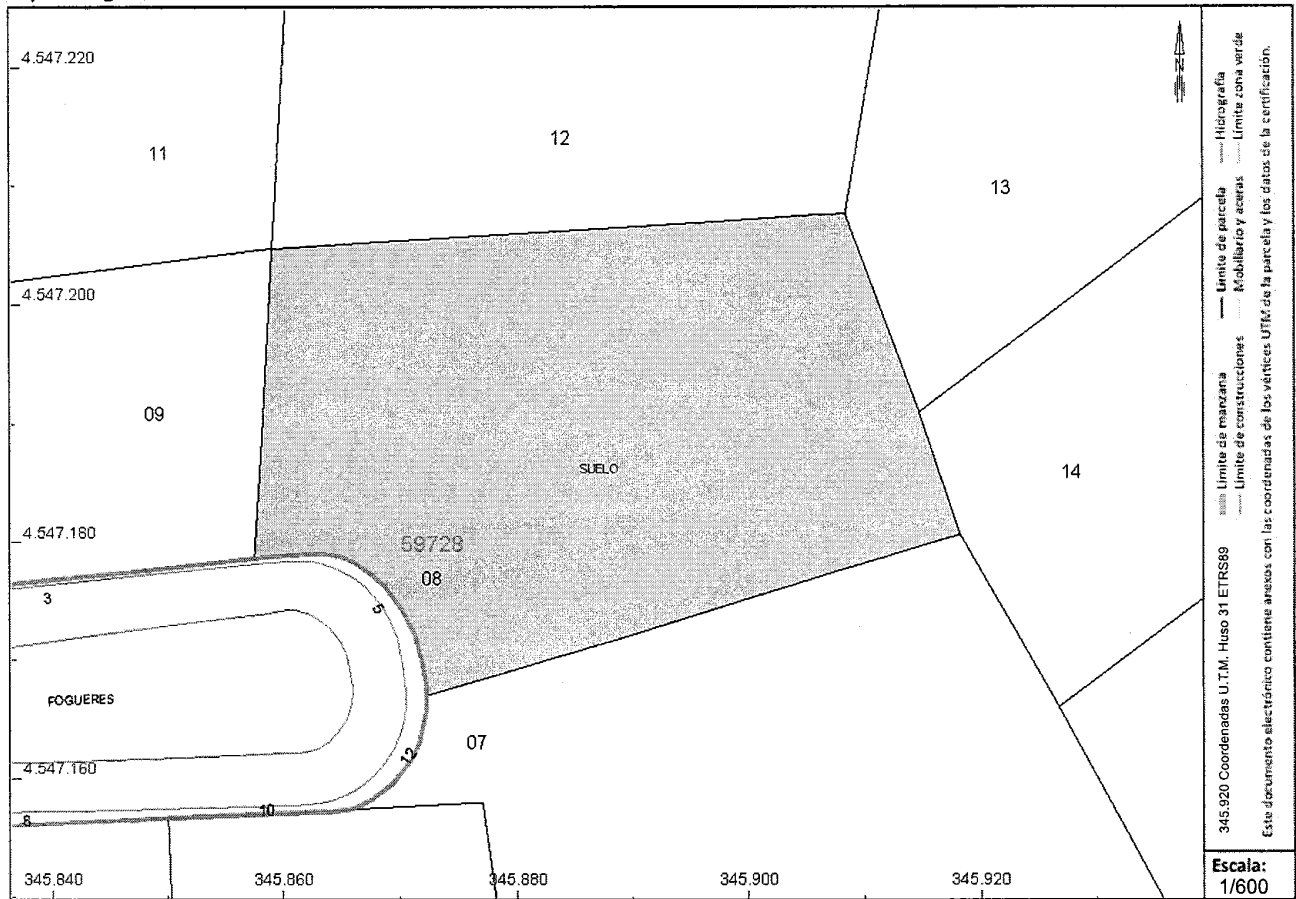 4.547.220
11
12
13
N
4.547.200
09
SUELO
14
4.547.180
59728
08
3
5
FOGUERES
07
12
4.547.160
10
8
345.840
345.860
345.880
345.900
345.920
345.920 Coordenadas U.T.M. Huso 31 ETRS89
Límite de manzana
Límite de parcela
Hidrografía
Límite de construcciones
Mobiliario y aceras
Límite zona verde
Este documento electrónico contiene anexos con las coordenadas de los vértices UTM de la parcela y los datos de la certificación.
Escala:
1/600